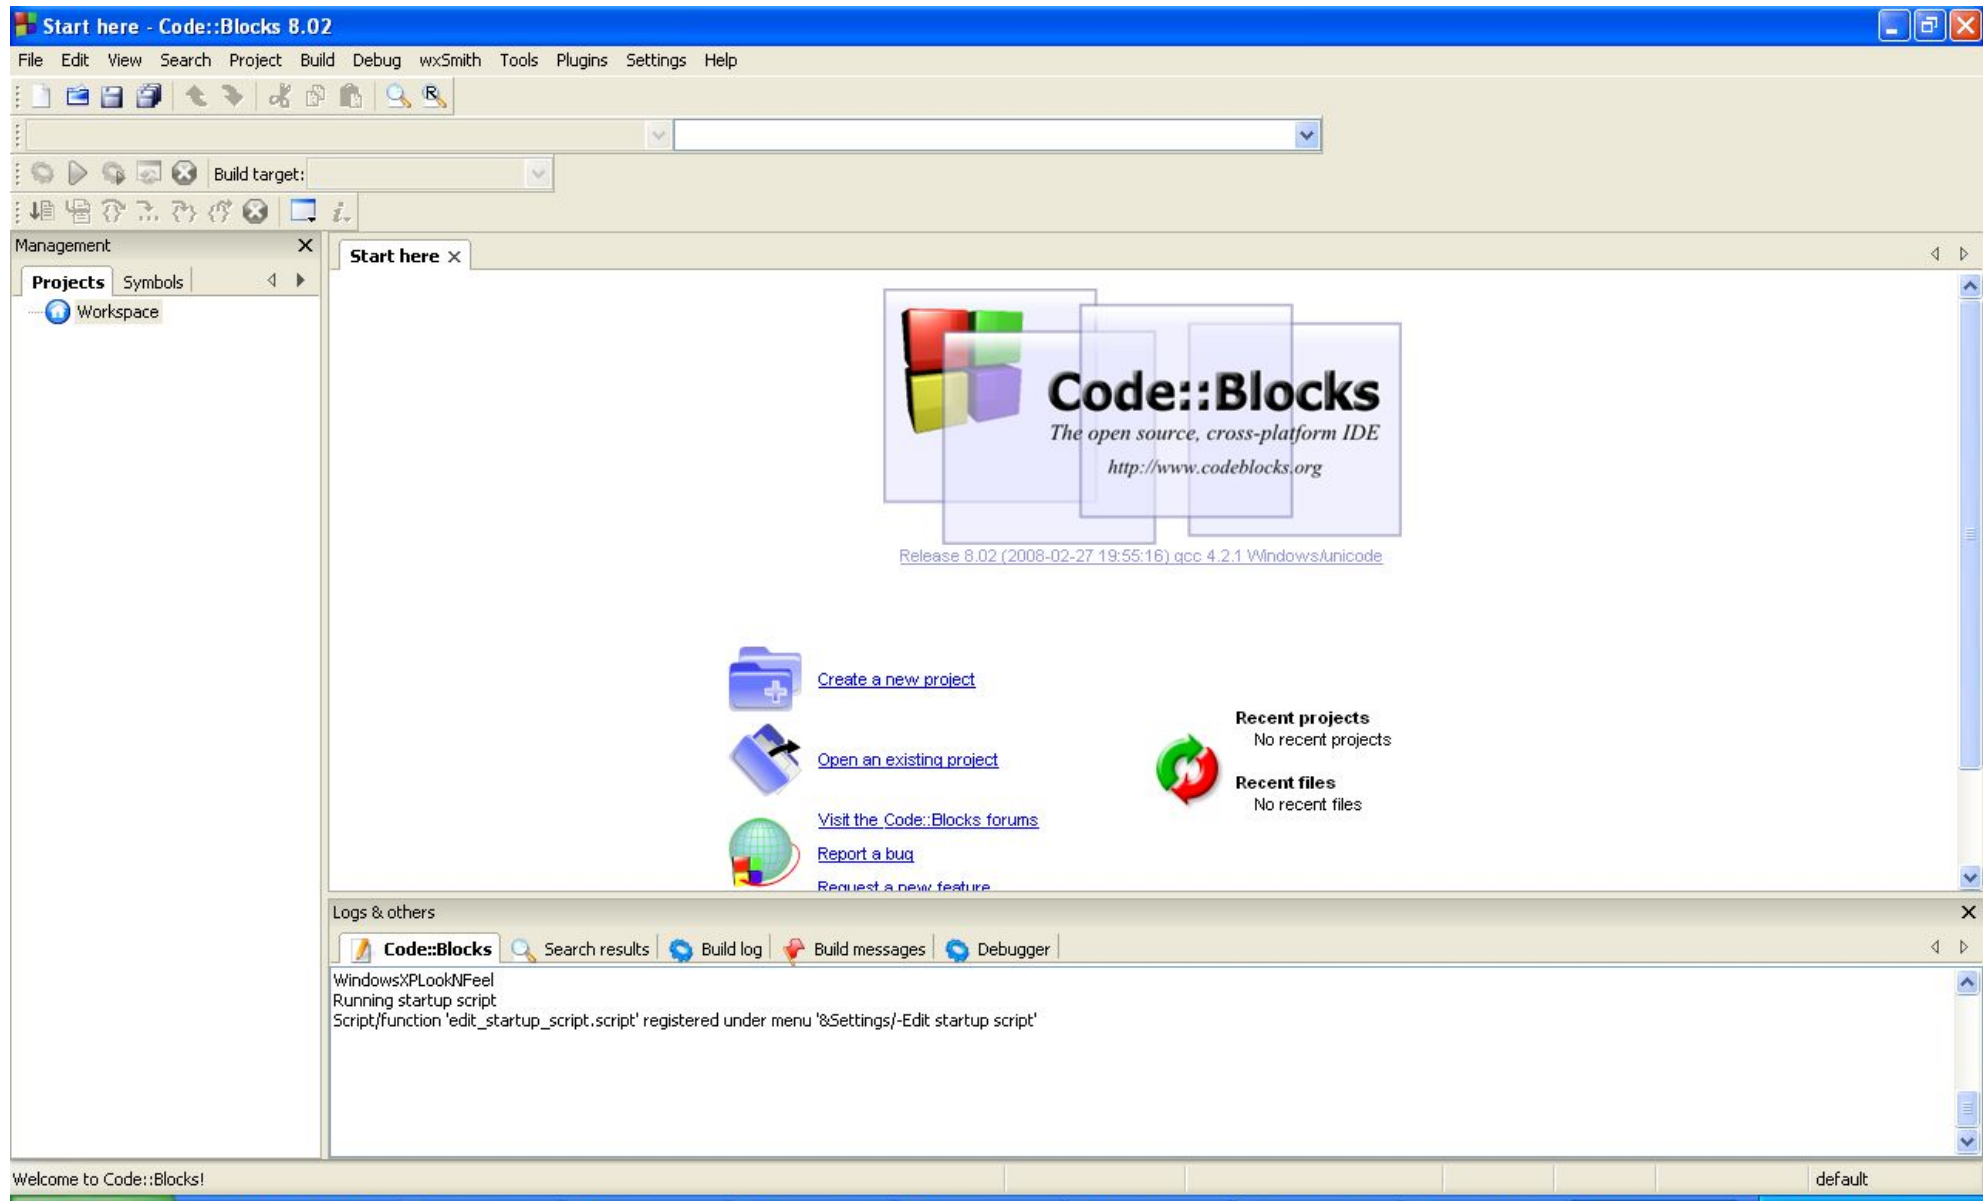 Start here - Code::Blocks 8.02
File Edit View Search Project Build Debug wxSmith Tools Plugins Settings Help
Build target:
Management
Projects Symbols
Workspace
Start here
Code::Blocks
The open source, cross-platform IDE
http://www.codeblocks.org
Release 8.02 (2008-02-27 19:55:16) gcc 4.2.1 Windows/unicode
Create a new project
Open an existing project
Visit the Code::Blocks forums
Report a bug
Request a new feature
Recent projects
No recent projects
Recent files
No recent files
Logs & others
Code::Blocks Search results Build log Build messages Debugger
WindowsXPLookNFeel
Running startup script
Script/function 'edit_startup_script.script' registered under menu '&Settings/-Edit startup script'
Welcome to Code::Blocks! default